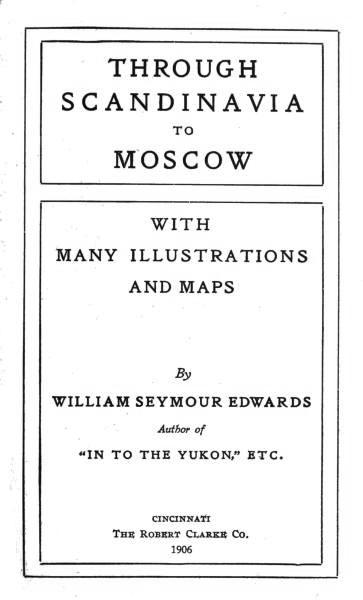 THROUGH
SCANDINAVIA
TO
MOSCOW
WITH
MANY ILLUSTRATIONS
AND MAPS
By
WILLIAM SEYMOUR EDWARDS
Author of
"IN TO THE YUKON," ETC.
CINCINNATI
THE ROBERT CLARKE CO.
1906